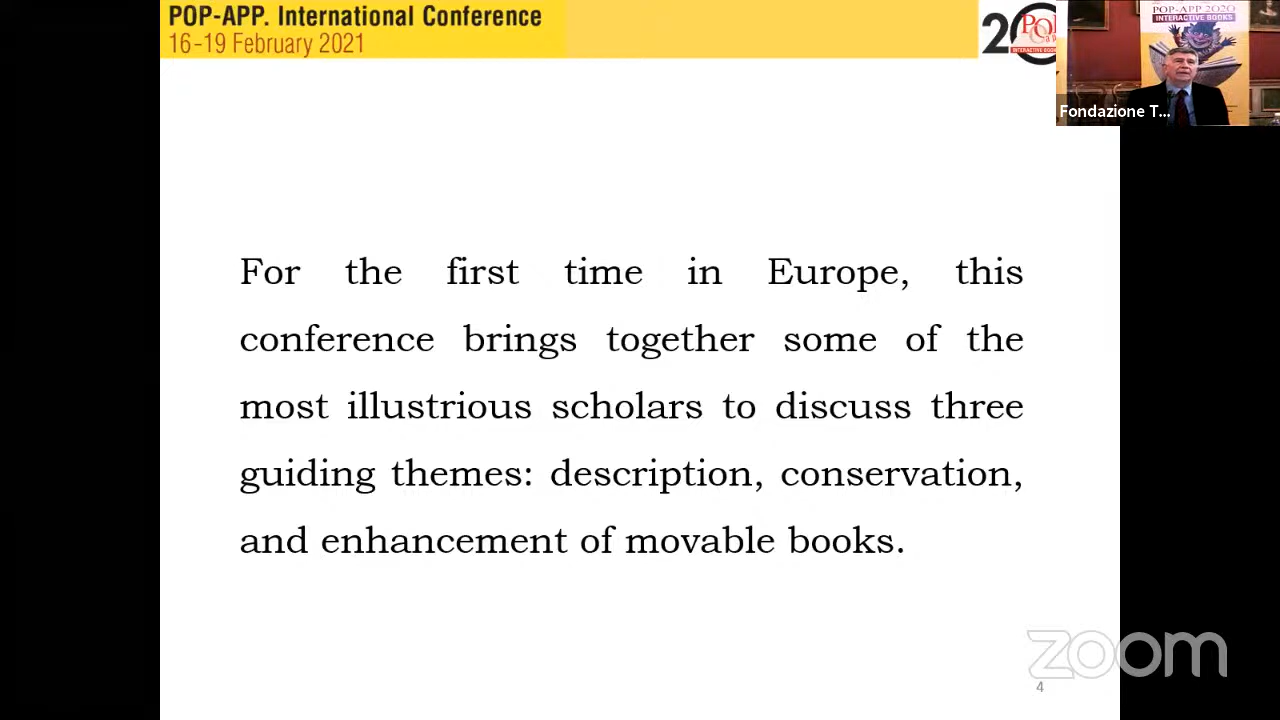 POP-APP. International Conference
16-19 February 2021
20
POP-APP 2020
INTERACTIVE BOOKS
Fondazione T...
For the first time in Europe, this
conference brings together some of the
most illustrious scholars to discuss three
guiding themes: description, conservation,
and enhancement of movable books.
zoom
4